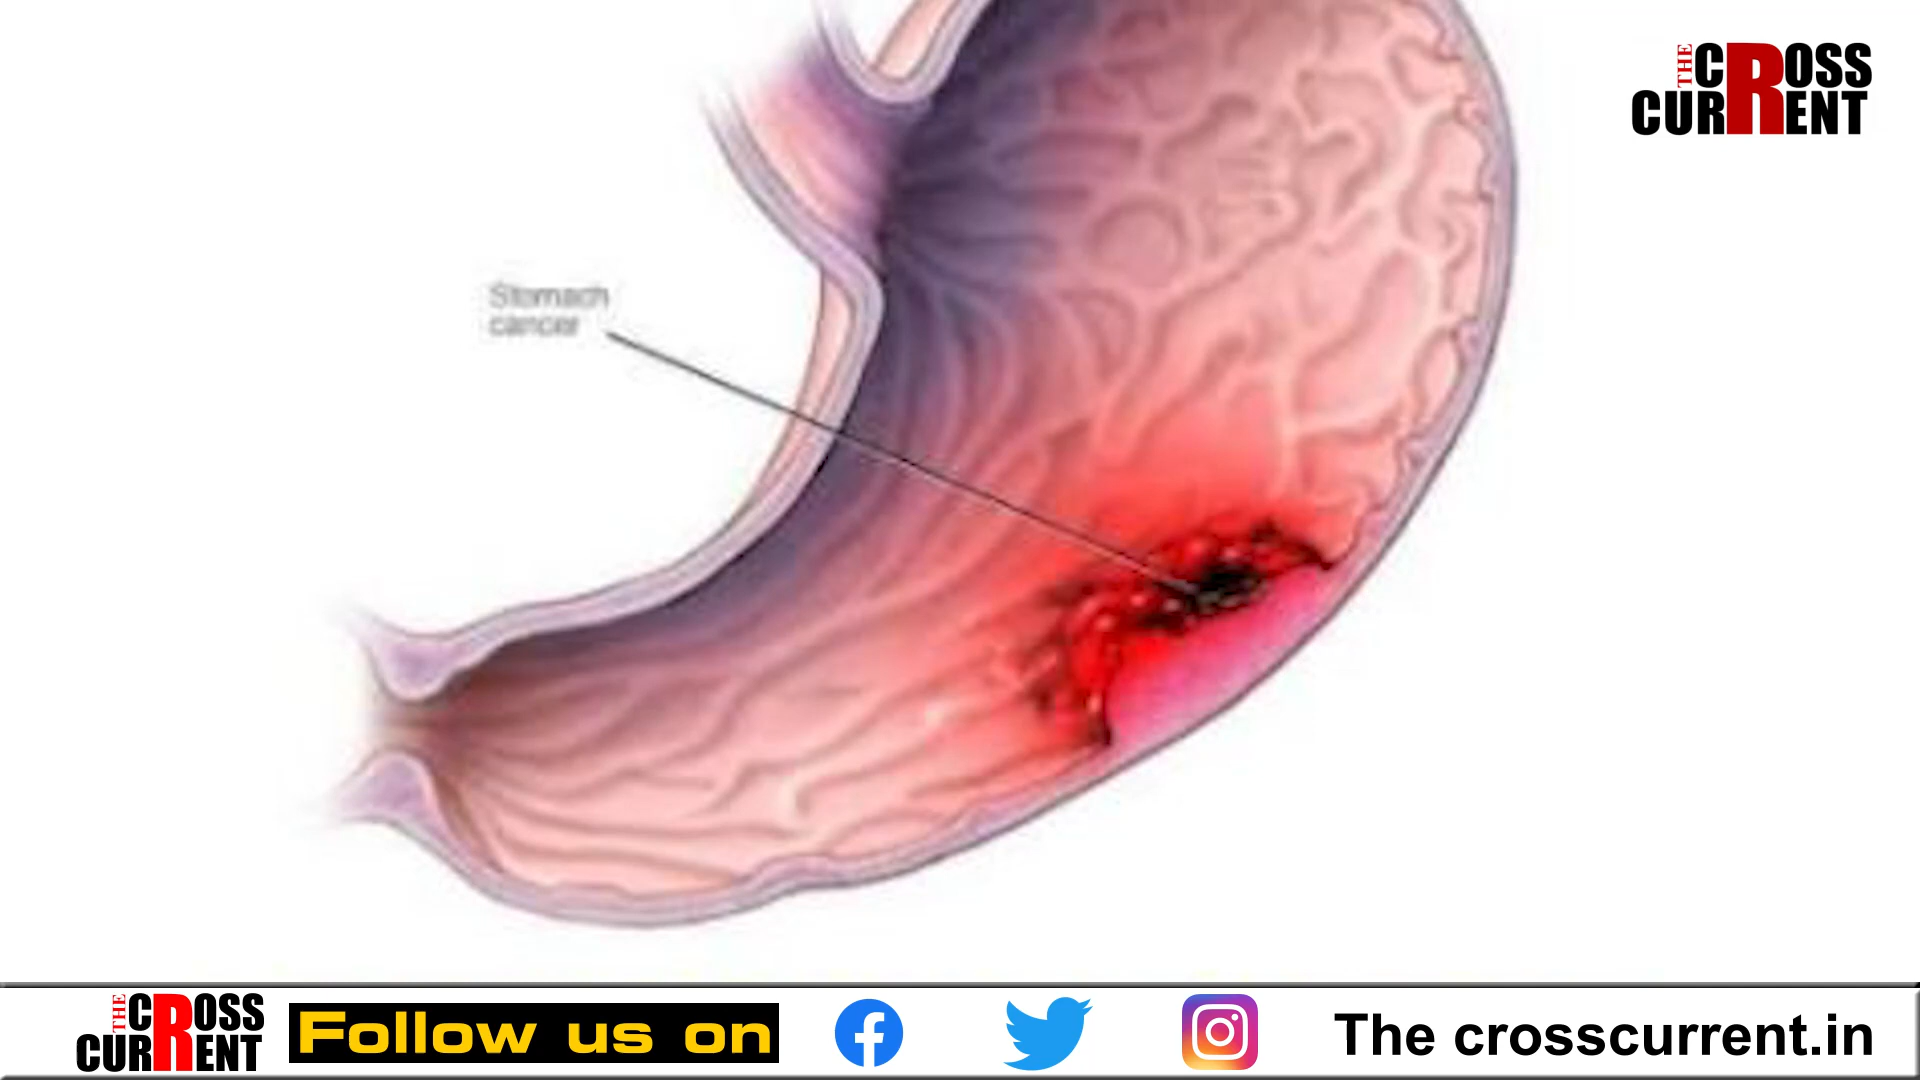 THE CROSS
CURRENT
Stomach
cancer
THE CROSS
CURRENT
Follow us on
The crosscurrent.in